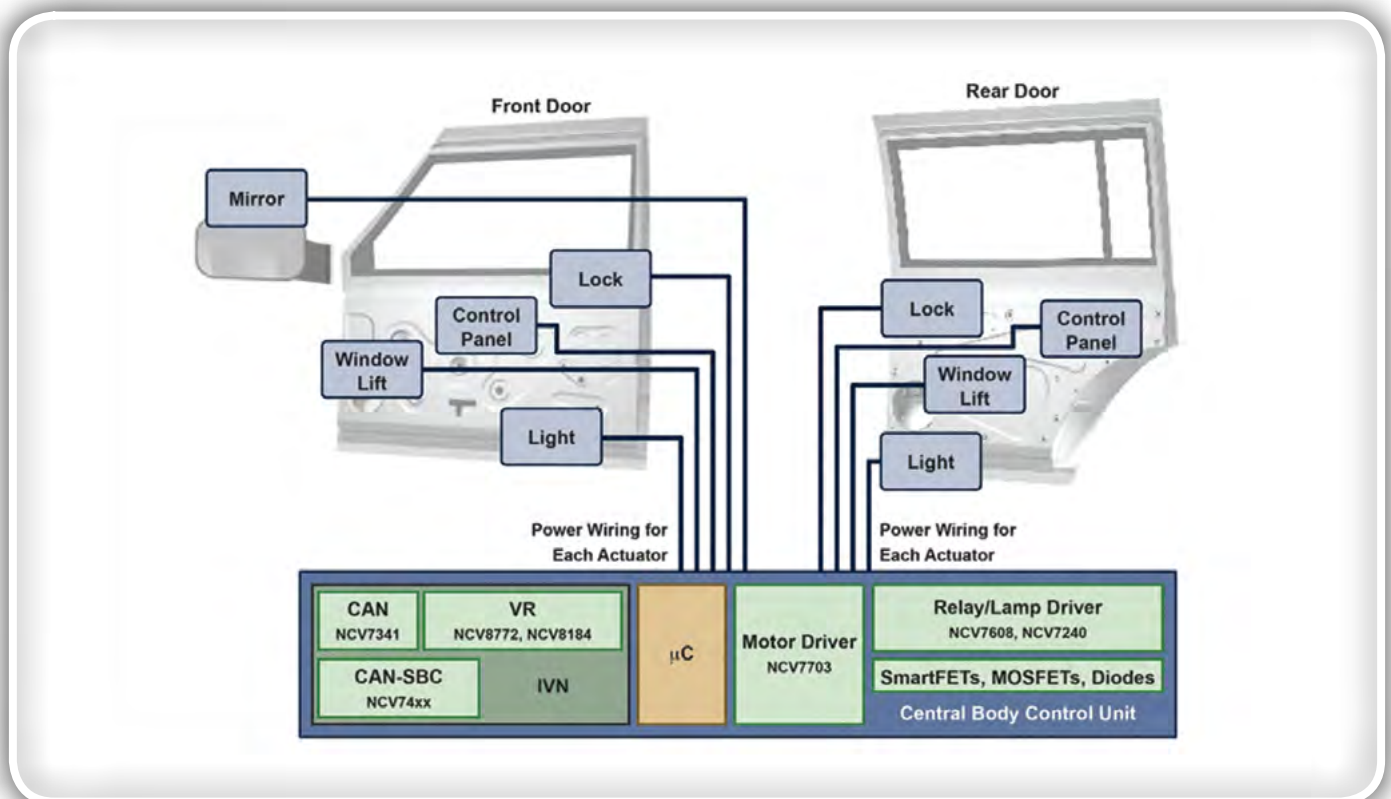 Front Door
Rear Door
Mirror
Lock
Control
Panel
Window
Lift
Light
Lock
Control
Panel
Window
Lift
Light
Power Wiring for
Each Actuator
Power Wiring for
Each Actuator
CAN
NCV7341
VR
NCV8772, NCV8184
CAN-SBC
NCV74xx
IVN
μC
Motor Driver
NCV7703
Relay/Lamp Driver
NCV7608, NCV7240
SmartFETs, MOSFETs, Diodes
Central Body Control Unit